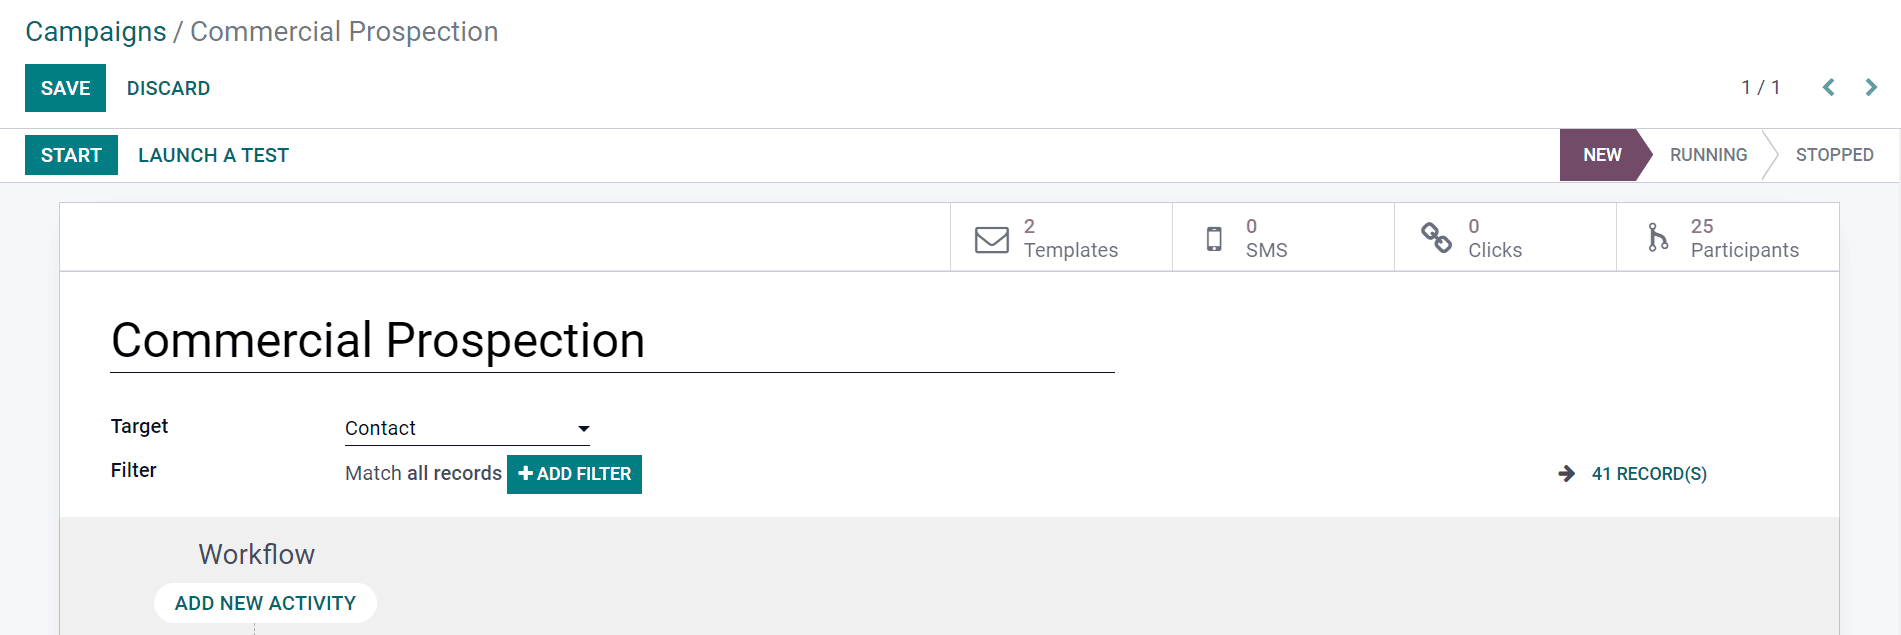 Campaigns / Commercial Prospection
SAVE DISCARD 1 / 1
START LAUNCH A TEST NEW RUNNING STOPPED
2 Templates
0 SMS
0 Clicks
25 Participants
Commercial Prospection
Target Contact
Filter Match all records + ADD FILTER 41 RECORD(S)
Workflow
ADD NEW ACTIVITY